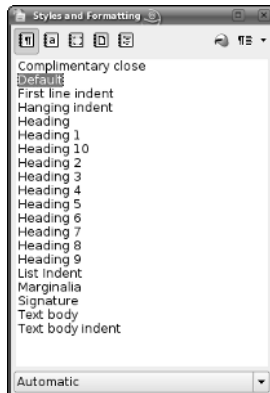 Styles and Formatting
a
Complimentary close
Default
First line indent
Hanging indent
Heading
Heading 1
Heading 10
Heading 2
Heading 3
Heading 4
Heading 5
Heading 6
Heading 7
Heading 8
Heading 9
List Indent
Marginalia
Signature
Text body
Text body indent
Automatic